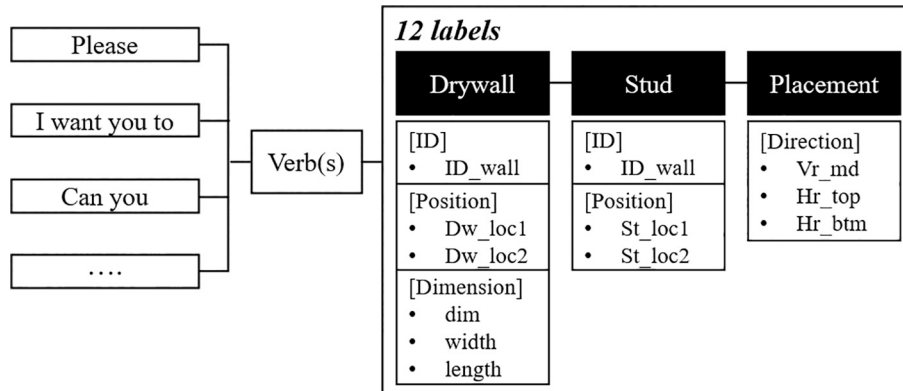 Please
I want you to
Can you
....
Verb(s)
12 labels
Drywall
[ID]
• ID_wall
[Position]
• Dw_loc1
• Dw_loc2
[Dimension]
• dim
• width
• length
Stud
[ID]
• ID_wall
[Position]
• St_loc1
• St_loc2
Placement
[Direction]
• Vr_md
• Hr_top
• Hr_btm